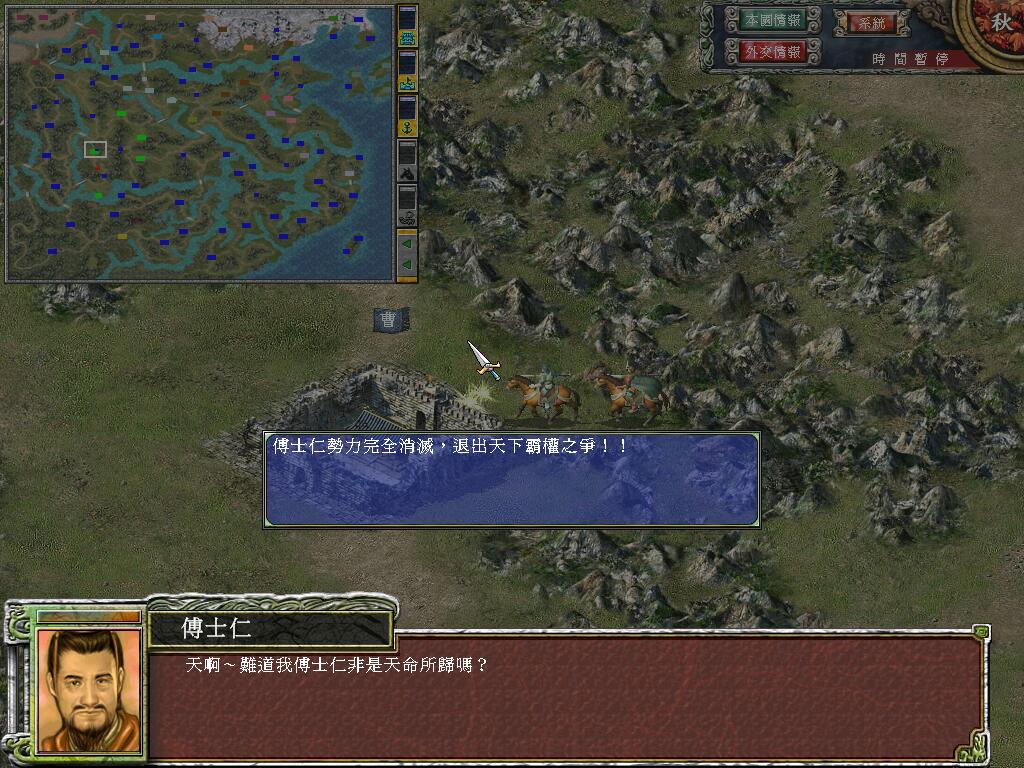 本國情報
系統
秋
外交情報
時間暫停
曹
傅士仁勢力完全消滅，退出天下霸權之爭！！
傅士仁
天啊～難道我傅士仁非是天命所歸嗎？